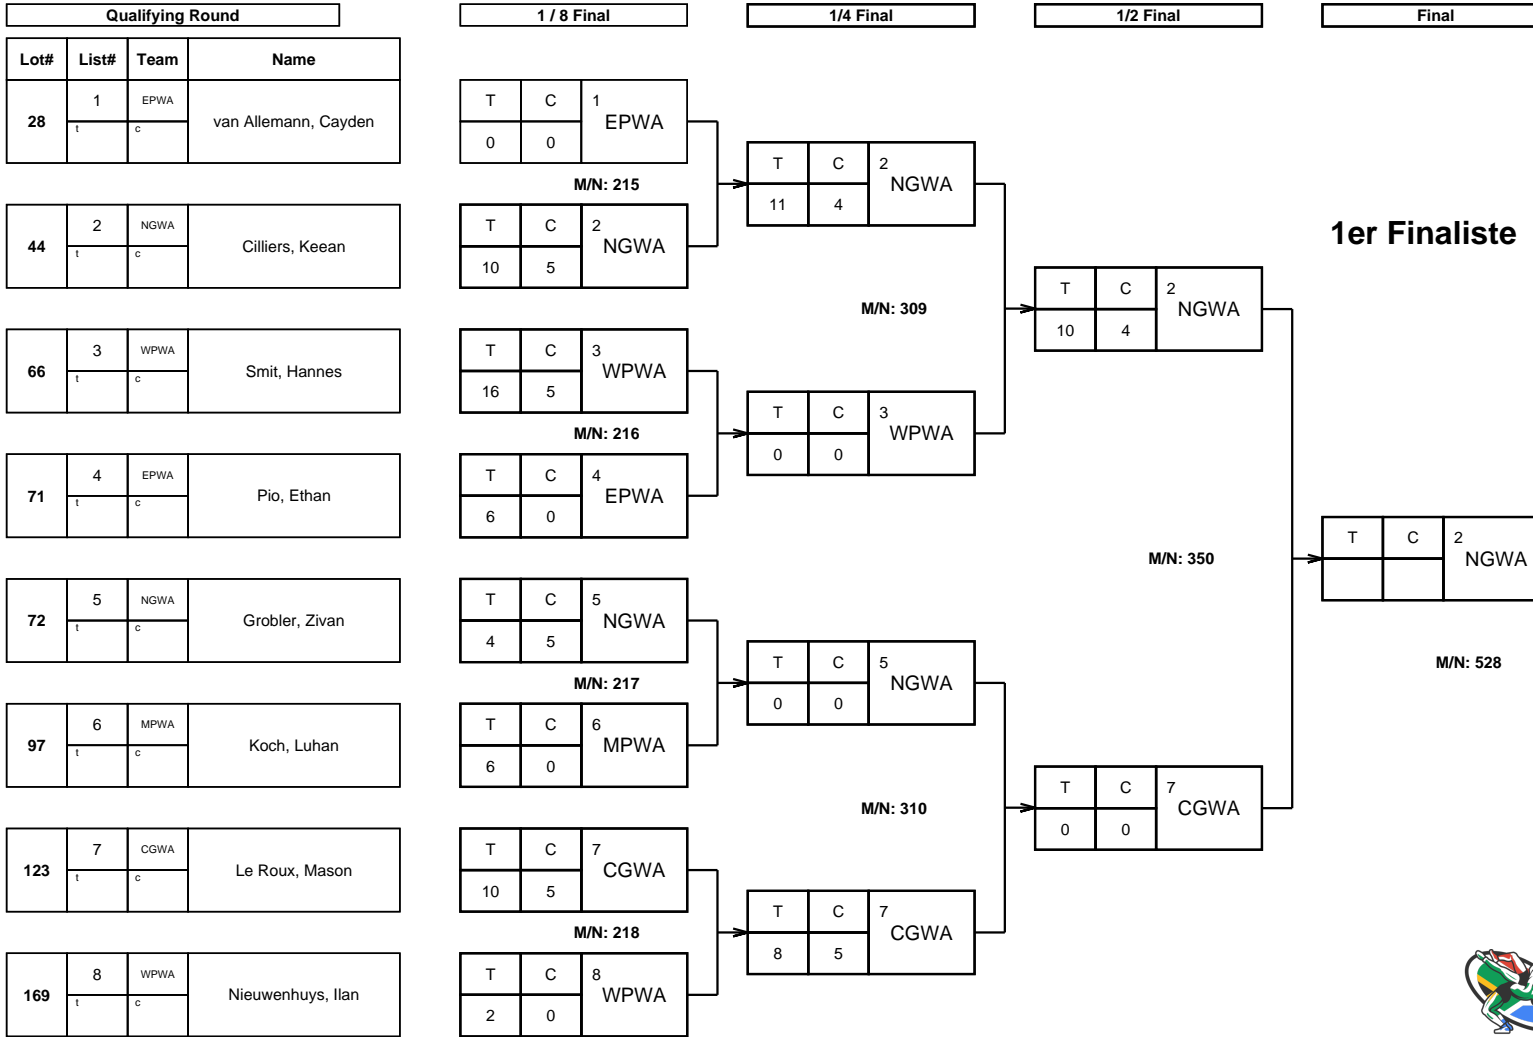 Qualifying Round
1 / 8 Final
1/4 Final
1/2 Final
Final
Lot# List# Team Name
28 1 EPWA van Allemann, Cayden
t c
T C 1 EPWA
0 0
M/N: 215
44 2 NGWA Cilliers, Keean
t c
T C 2 NGWA
10 5
66 3 WPWA Smit, Hannes
t c
T C 3 WPWA
16 5
M/N: 216
71 4 EPWA Pio, Ethan
t c
T C 4 EPWA
6 0
72 5 NGWA Grobler, Zivan
t c
T C 5 NGWA
4 5
M/N: 217
97 6 MPWA Koch, Luhan
t c
T C 6 MPWA
6 0
123 7 CGWA Le Roux, Mason
t c
T C 7 CGWA
10 5
M/N: 218
169 8 WPWA Nieuwenhuys, Ilan
t c
T C 8 WPWA
2 0
T C 2 NGWA
11 4
M/N: 309
T C 3 WPWA
0 0
T C 5 NGWA
0 0
M/N: 310
T C 7 CGWA
8 5
T C 2 NGWA
10 4
M/N: 350
T C 7 CGWA
0 0
1er Finaliste
T C 2 NGWA
M/N: 528